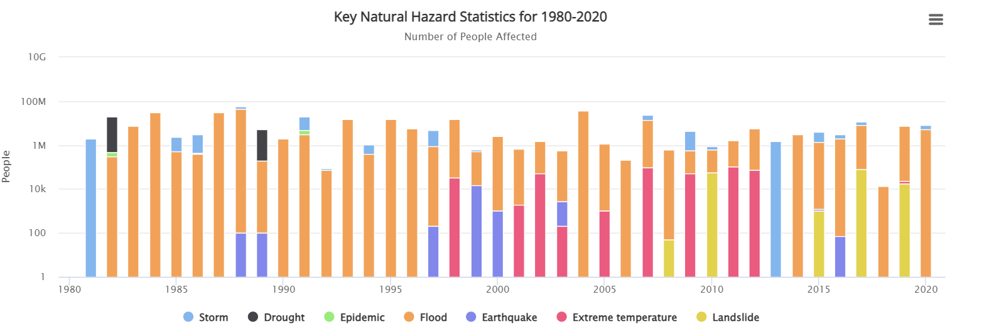 Key Natural Hazard Statistics for 1980-2020
Number of People Affected
People
10G
100M
1M
10k
100
1
1980 1985 1990 1995 2000 2005 2010 2015 2020
Storm Drought Epidemic Flood Earthquake Extreme temperature Landslide